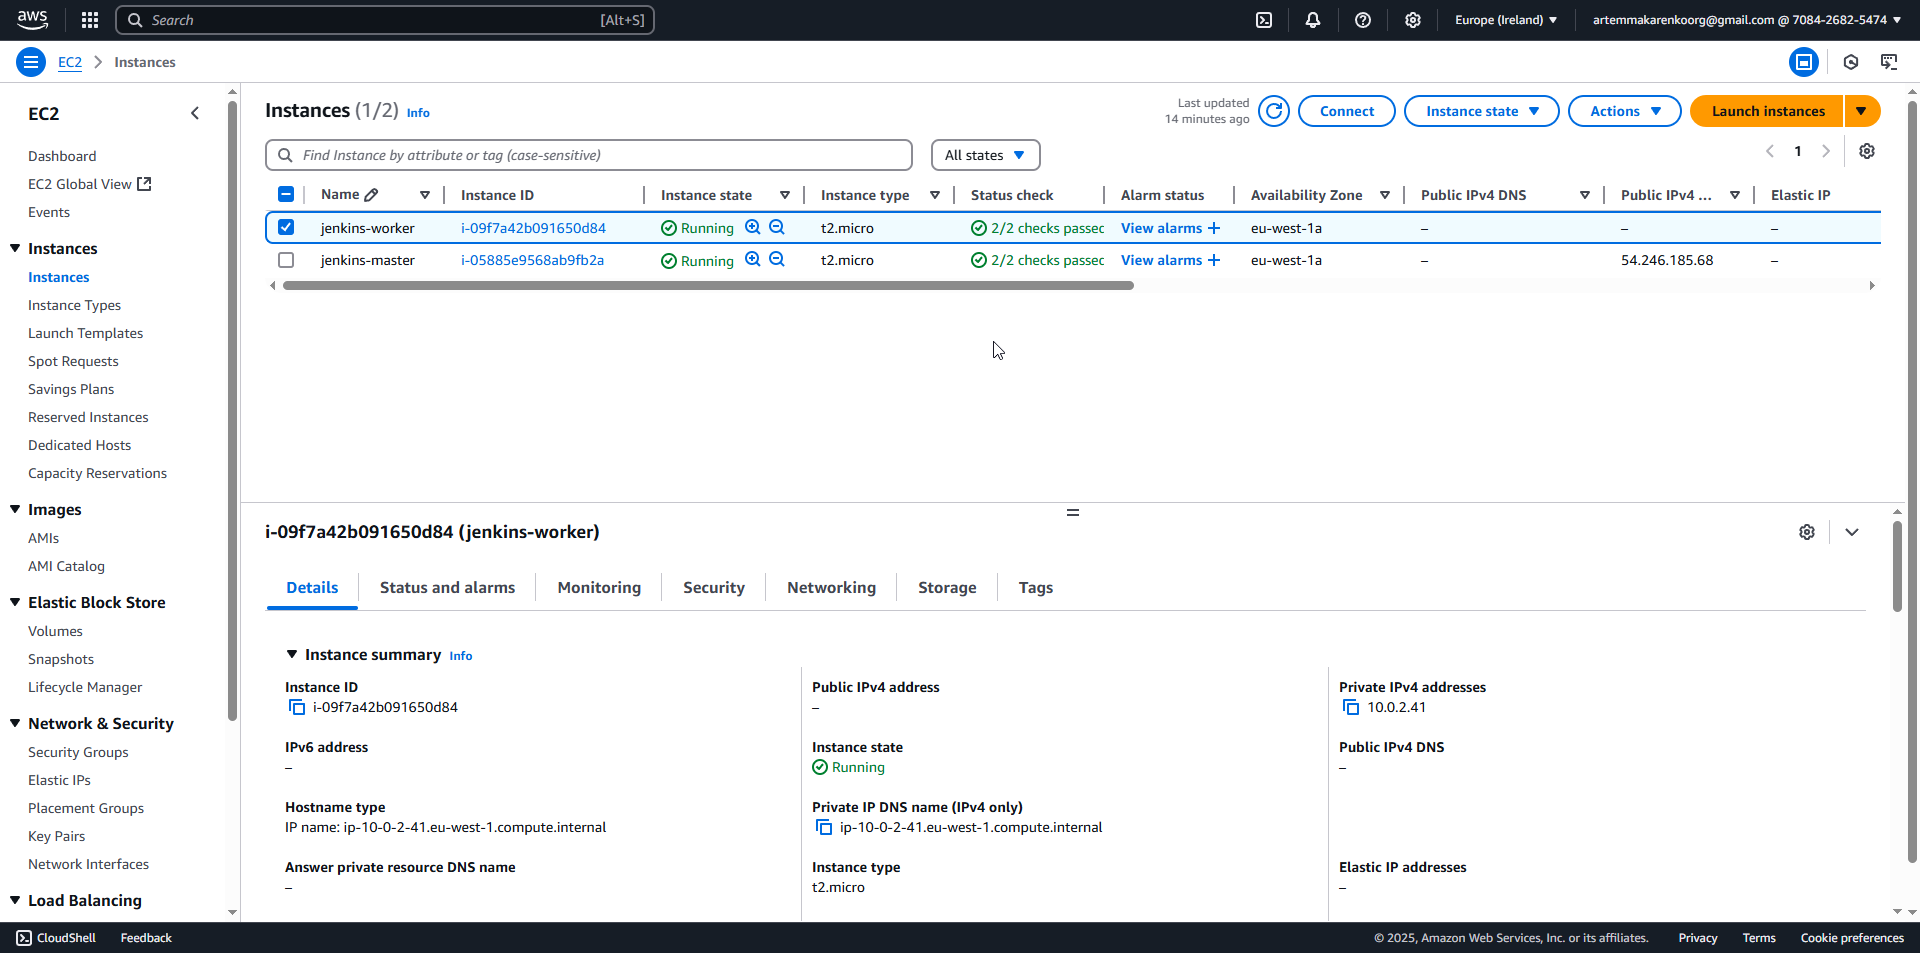 aws
Search [Alt+S]
Europe (Ireland)
artemmakarenkoorg@gmail.com @ 7084-2682-5474
EC2 Instances
EC2
Dashboard
EC2 Global View
Events
Instances
Instances
Instance Types
Launch Templates
Spot Requests
Savings Plans
Reserved Instances
Dedicated Hosts
Capacity Reservations
Images
AMIs
AMI Catalog
Elastic Block Store
Volumes
Snapshots
Lifecycle Manager
Network & Security
Security Groups
Elastic IPs
Placement Groups
Key Pairs
Network Interfaces
Load Balancing
Instances (1/2) Info
Last updated
14 minutes ago
Connect
Instance state
Actions
Launch instances
Find Instance by attribute or tag (case-sensitive)
All states
1
Name Instance ID Instance state Instance type Status check Alarm status Availability Zone Public IPv4 DNS Public IPv4 ... Elastic IP
jenkins-worker i-09f7a42b091650d84 Running t2.micro 2/2 checks passec View alarms + eu-west-1a – – –
jenkins-master i-05885e9568ab9fb2a Running t2.micro 2/2 checks passec View alarms + eu-west-1a – 54.246.185.68 –
i-09f7a42b091650d84 (jenkins-worker)
Details Status and alarms Monitoring Security Networking Storage Tags
Instance summary Info
Instance ID
i-09f7a42b091650d84
Public IPv4 address
–
Private IPv4 addresses
10.0.2.41
IPv6 address
–
Instance state
Running
Public IPv4 DNS
–
Hostname type
IP name: ip-10-0-2-41.eu-west-1.compute.internal
Private IP DNS name (IPv4 only)
ip-10-0-2-41.eu-west-1.compute.internal
Answer private resource DNS name
–
Instance type
t2.micro
Elastic IP addresses
–
CloudShell Feedback
© 2025, Amazon Web Services, Inc. or its affiliates. Privacy Terms Cookie preferences